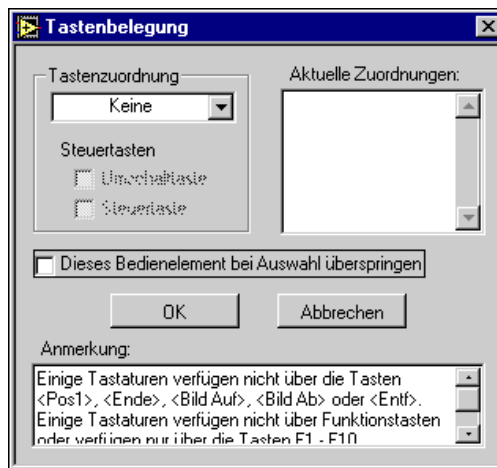 Tastenbelegung
Tastenzuordnung
Keine
Steuertasten
Umschalttaste
Steuertaste
Aktuelle Zuordnungen:
Dieses Bedienelement bei Auswahl überspringen
OK
Abbrechen
Anmerkung:
Einige Tastaturen verfügen nicht über die Tasten
<Pos1>, <Ende>, <Bild Auf>, <Bild Ab> oder <Entf>.
Einige Tastaturen verfügen nicht über Funktionstasten
oder verfügen nur über die Tasten F1 - F10